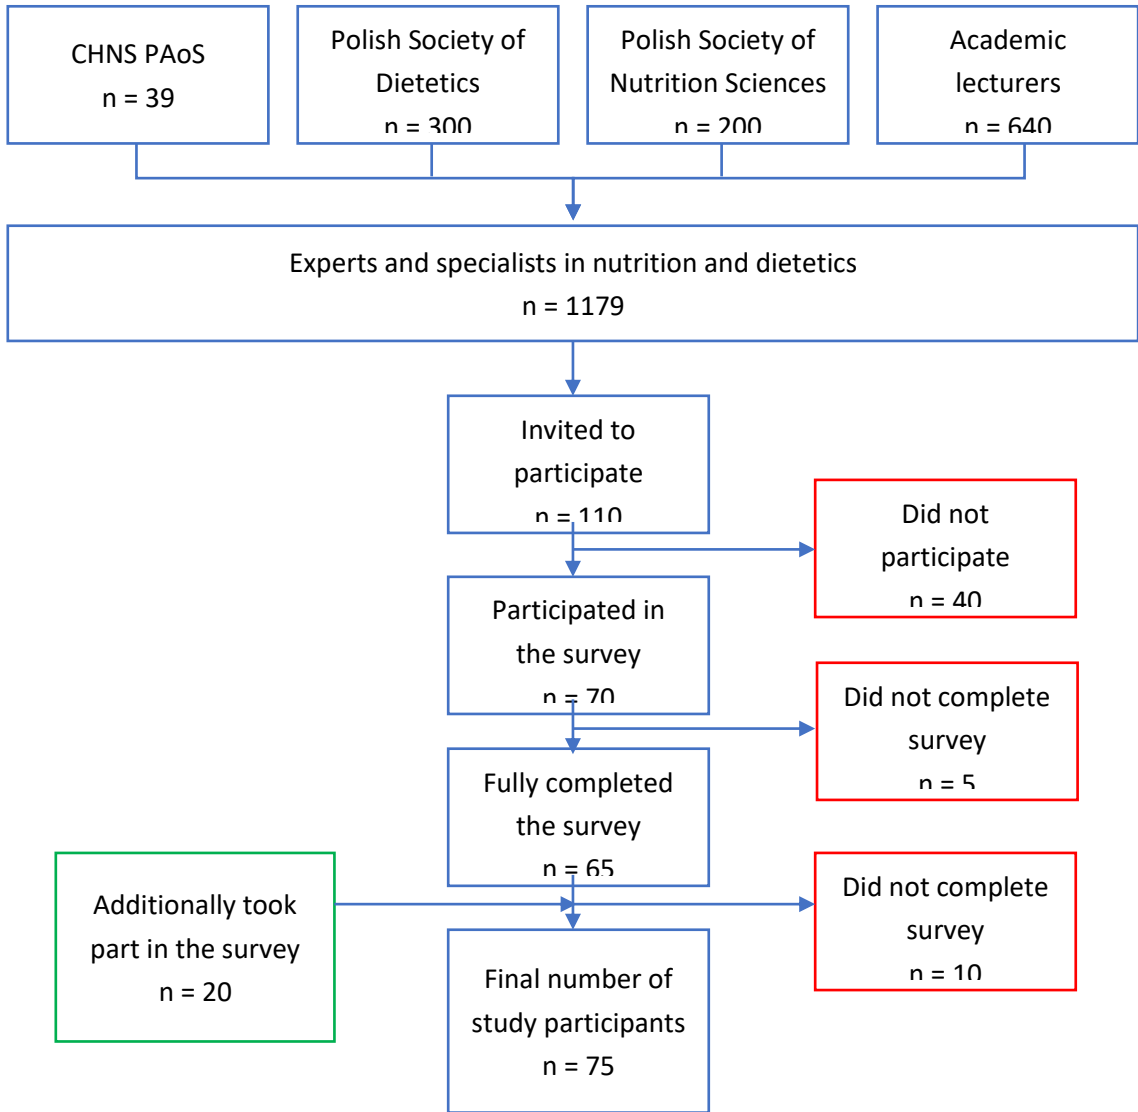 CHNS PAoS
n = 39
Polish Society of
Dietetics
n = 300
Polish Society of
Nutrition Sciences
n = 200
Academic
lecturers
n = 640
Experts and specialists in nutrition and dietetics
n = 1179
Invited to
participate
n = 110
Did not
participate
n = 40
Participated in
the survey
n = 70
Did not complete
survey
n = 5
Fully completed
the survey
n = 65
Additionally took
part in the survey
n = 20
Did not complete
survey
n = 10
Final number of
study participants
n = 75